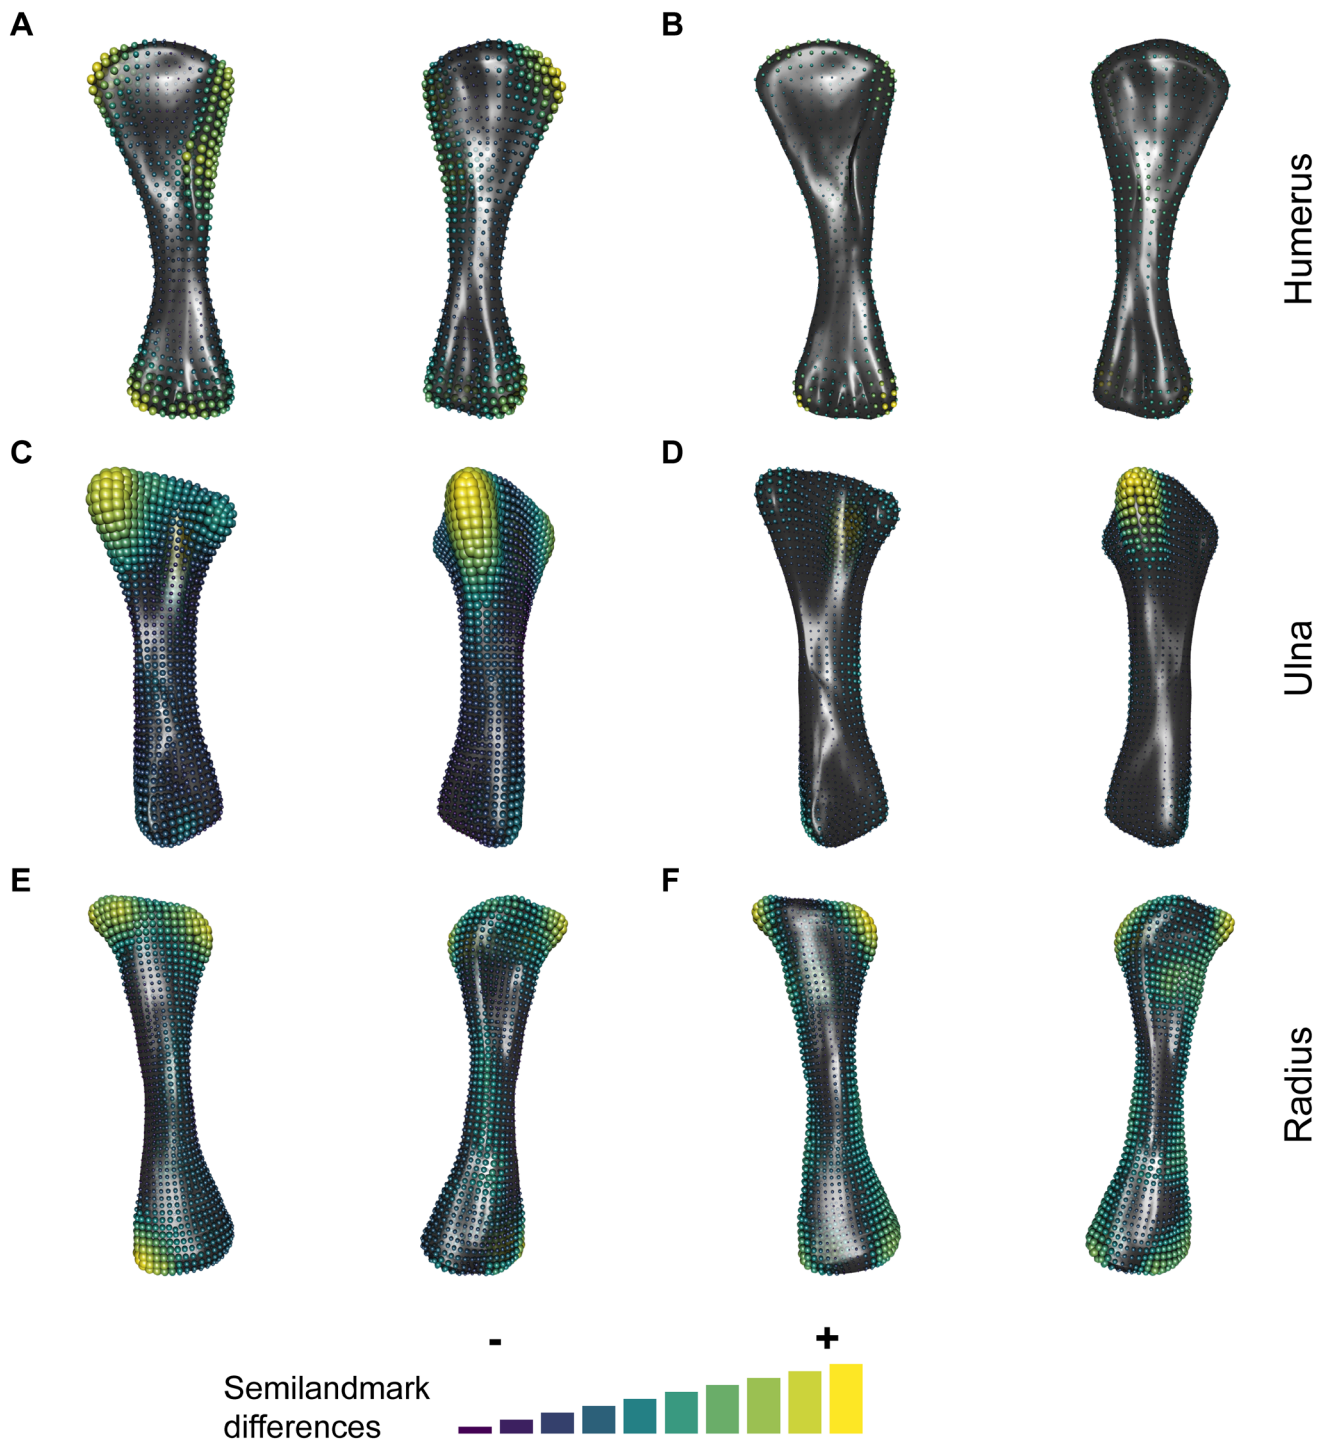 A
B
Humerus
C
D
Ulna
E
F
Radius
- +
Semilandmark
differences